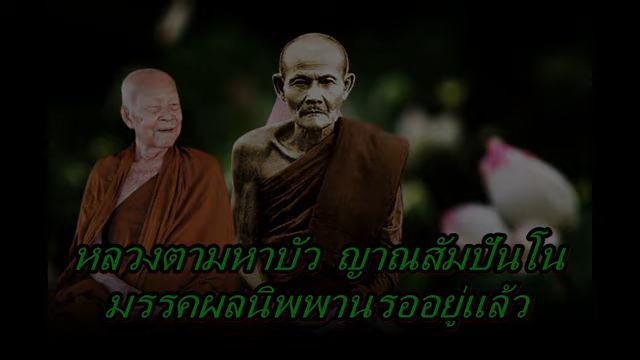 หลวงตามหาบัว ญาณสัมปันโน
มรรคผลนิพพานรออยู่แล้ว